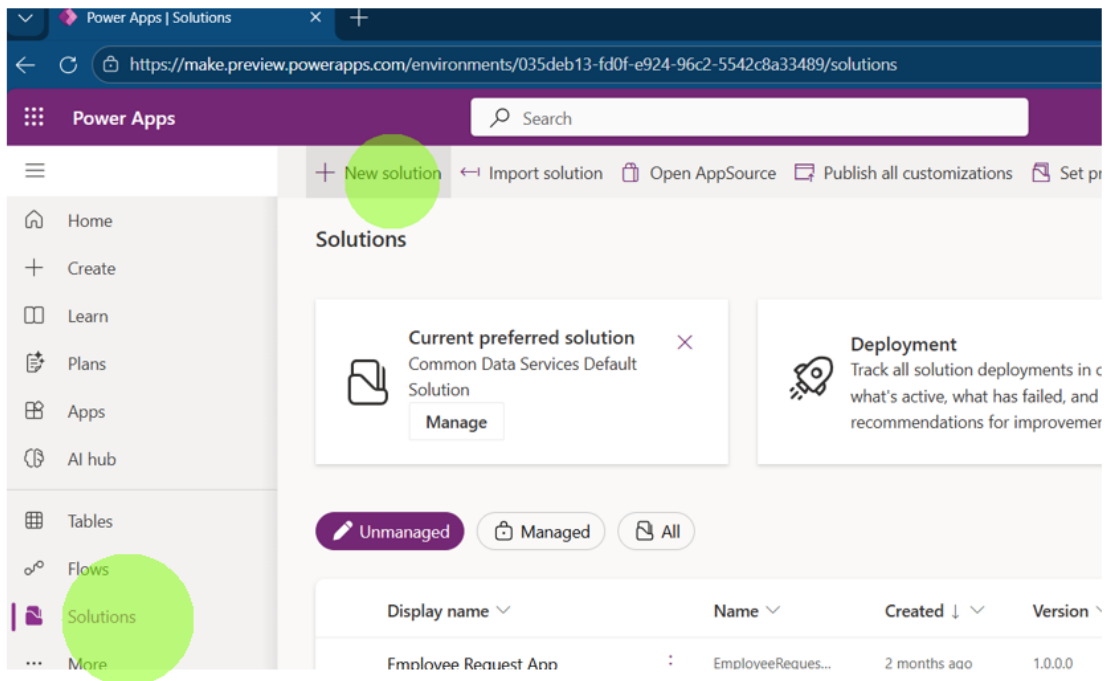 Power Apps | Solutions
https://make.preview.powerapps.com/environments/035deb13-fd0f-e924-96c2-5542c8a33489/solutions
Power Apps
Search
New solution
Import solution
Open AppSource
Publish all customizations
Set pr
Home
Create
Learn
Plans
Apps
AI hub
Tables
Flows
Solutions
More
Solutions
Current preferred solution
Common Data Services Default
Solution
Manage
Deployment
Track all solution deployments in c
what's active, what has failed, and
recommendations for improvemer
Unmanaged
Managed
All
Display name
Name
Created ↓
Version
Employee Request App
EmployeeReques...
2 months ago
1.0.0.0